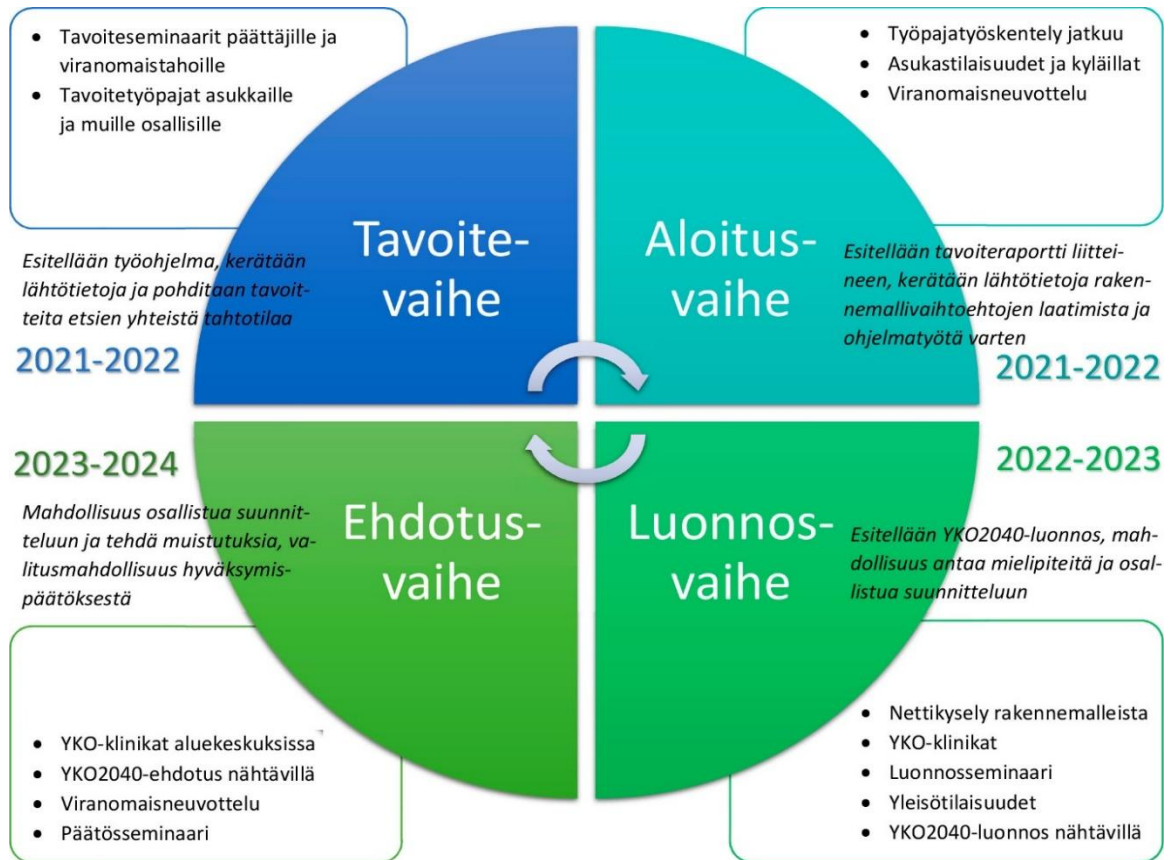 • Tavoiteseminaarit päättäjille ja
viranomaistahoille
• Tavoitetyöpajat asukkaille
ja muille osallisille
Tavoite-
vaihe
Esitellään työohjelma, kerätään
lähtötietoja ja pohditaan tavoit-
teita etsien yhteistä tahtotilaa
2021-2022
• Työpajatyöskentely jatkuu
• Asukastilaisuudet ja kyläillat
• Viranomaisneuvottelu
Aloitus-
vaihe
Esitellään tavoiteraportti liittei-
neen, kerätään lähtötietoja raken-
nemallivaihtoehtojen laatimista ja
ohjelmatyötä varten
2021-2022
2023-2024
Mahdollisuus osallistua suunnit-
teluun ja tehdä muistutuksia, va-
litusmahdollisuus hyväksymis-
päätöksestä
Ehdotus-
vaihe
• YKO-klinikat aluekeskuksissa
• YKO2040-ehdotus nähtävillä
• Viranomaisneuvottelu
• Päätösseminaari
2022-2023
Luonnos-
vaihe
Esitellään YKO2040-luonnos, mah-
dollisuus antaa mielipiteitä ja osal-
listua suunnitteluun
• Nettikysely rakennemalleista
• YKO-klinikat
• Luonnosseminaari
• Yleisötilaisuudet
• YKO2040-luonnos nähtävillä